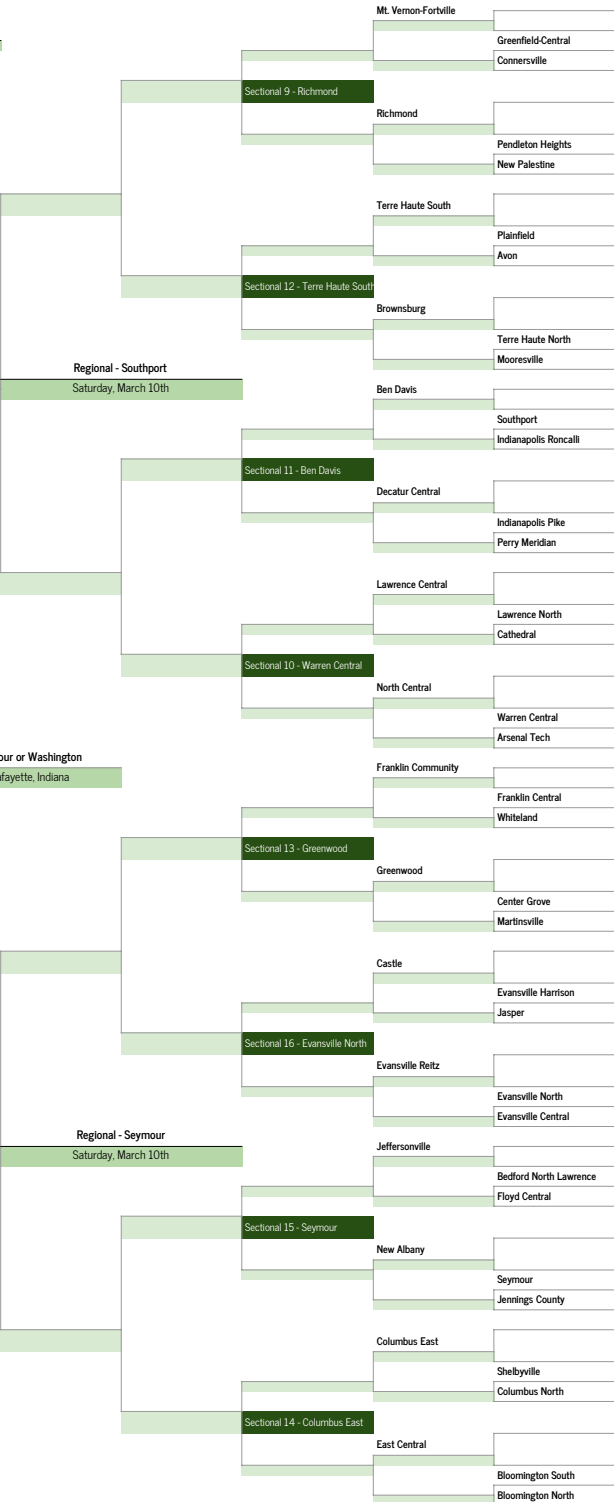 Mt. Vernon-Fortville
Greenfield-Central
Connersville
Sectional 9 - Richmond
Richmond
Pendleton Heights
New Palestine
Terre Haute South
Plainfield
Avon
Sectional 12 - Terre Haute South
Brownsburg
Terre Haute North
Mooresville
Regional - Southport
Saturday, March 10th
Ben Davis
Southport
Indianapolis Roncalli
Sectional 11 - Ben Davis
Decatur Central
Indianapolis Pike
Perry Meridian
Lawrence Central
Lawrence North
Cathedral
Sectional 10 - Warren Central
North Central
Warren Central
Arsenal Tech
our or Washington
afayette, Indiana
Franklin Community
Franklin Central
Whiteland
Sectional 13 - Greenwood
Greenwood
Center Grove
Martinsville
Castle
Evansville Harrison
Jasper
Sectional 16 - Evansville North
Evansville Reitz
Evansville North
Evansville Central
Regional - Seymour
Saturday, March 10th
Jeffersonville
Bedford North Lawrence
Floyd Central
Sectional 15 - Seymour
New Albany
Seymour
Jennings County
Columbus East
Shelbyville
Columbus North
Sectional 14 - Columbus East
East Central
Bloomington South
Bloomington North